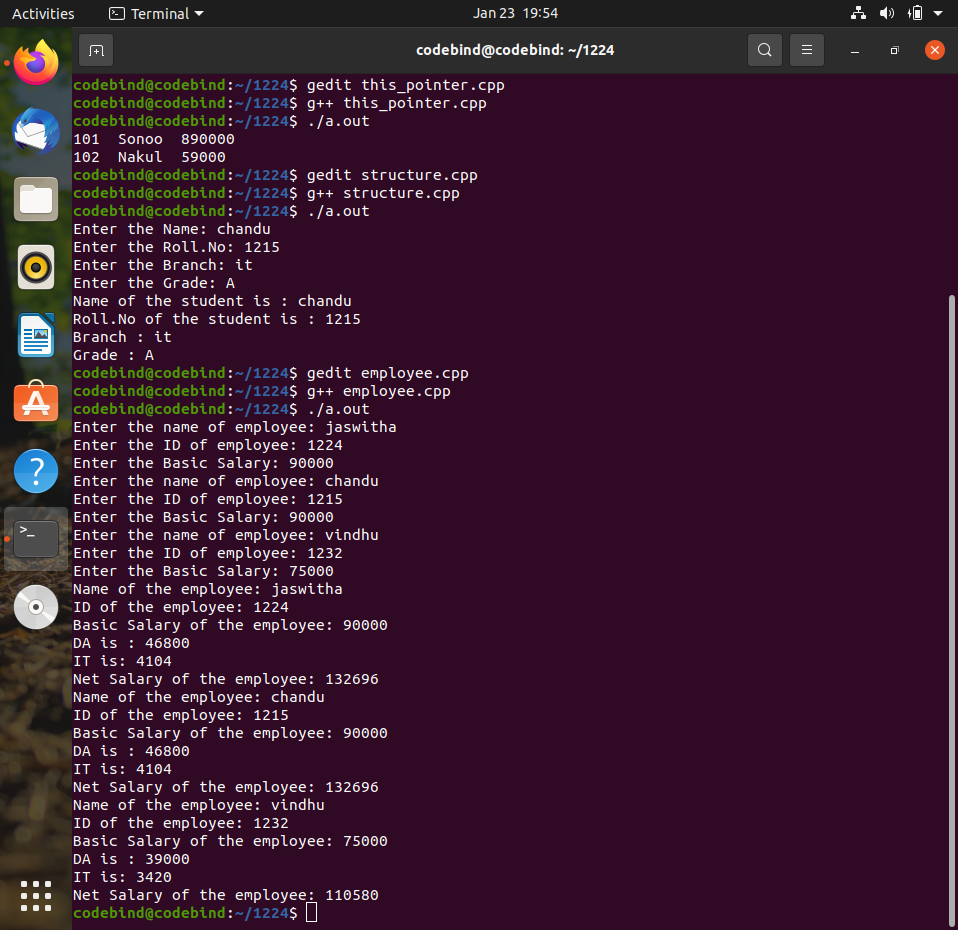 Activities Terminal Jan 23 19:54
codebind@codebind: ~/1224
codebind@codebind:~/1224$ gedit this_pointer.cpp
codebind@codebind:~/1224$ g++ this_pointer.cpp
codebind@codebind:~/1224$ ./a.out
101  Sonoo  890000
102  Nakul  59000
codebind@codebind:~/1224$ gedit structure.cpp
codebind@codebind:~/1224$ g++ structure.cpp
codebind@codebind:~/1224$ ./a.out
Enter the Name: chandu
Enter the Roll.No: 1215
Enter the Branch: it
Enter the Grade: A
Name of the student is : chandu
Roll.No of the student is : 1215
Branch : it
Grade : A
codebind@codebind:~/1224$ gedit employee.cpp
codebind@codebind:~/1224$ g++ employee.cpp
codebind@codebind:~/1224$ ./a.out
Enter the name of employee: jaswitha
Enter the ID of employee: 1224
Enter the Basic Salary: 90000
Enter the name of employee: chandu
Enter the ID of employee: 1215
Enter the Basic Salary: 90000
Enter the name of employee: vindhu
Enter the ID of employee: 1232
Enter the Basic Salary: 75000
Name of the employee: jaswitha
ID of the employee: 1224
Basic Salary of the employee: 90000
DA is : 46800
IT is: 4104
Net Salary of the employee: 132696
Name of the employee: chandu
ID of the employee: 1215
Basic Salary of the employee: 90000
DA is : 46800
IT is: 4104
Net Salary of the employee: 132696
Name of the employee: vindhu
ID of the employee: 1232
Basic Salary of the employee: 75000
DA is : 39000
IT is: 3420
Net Salary of the employee: 110580
codebind@codebind:~/1224$